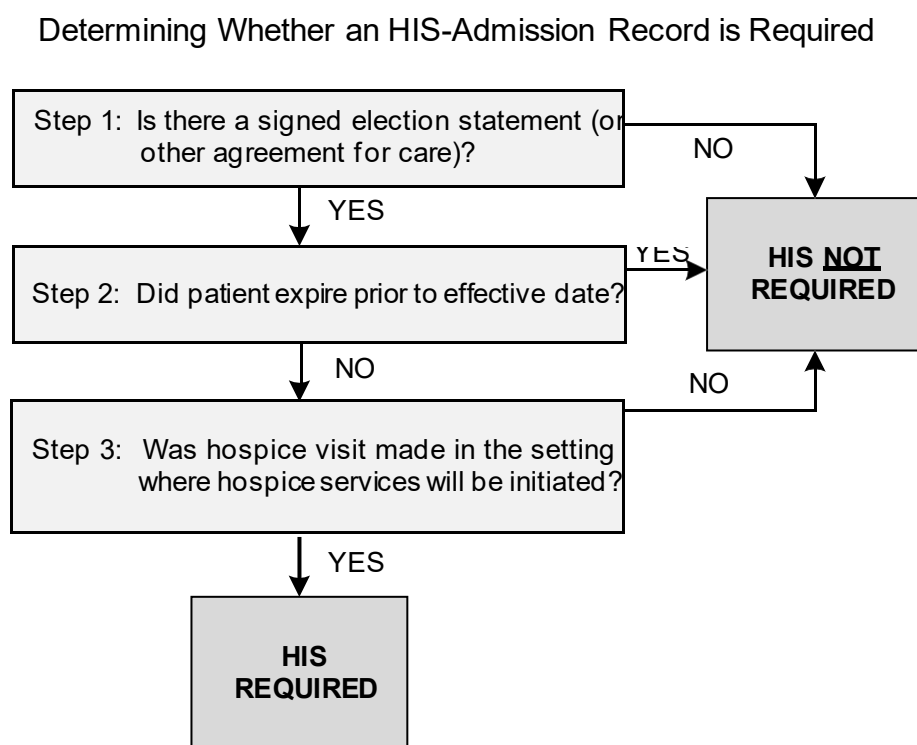 Determining Whether an HIS-Admission Record is Required
Step 1: Is there a signed election statement (or
other agreement for care)?
NO
YES
Step 2: Did patient expire prior to effective date?
YES
HIS NOT
REQUIRED
NO
NO
Step 3: Was hospice visit made in the setting
where hospice services will be initiated?
YES
HIS
REQUIRED